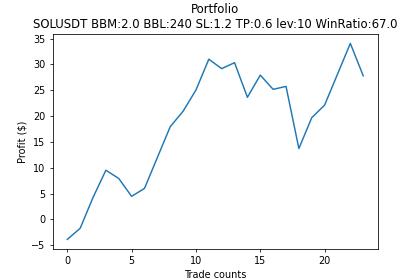 Portfolio
SOLUSDT BBM:2.0 BBL:240 SL:1.2 TP:0.6 lev:10 WinRatio:67.0
35
30
25
20
15
10
5
0
−5
Profit ($)
0 5 10 15 20
Trade counts